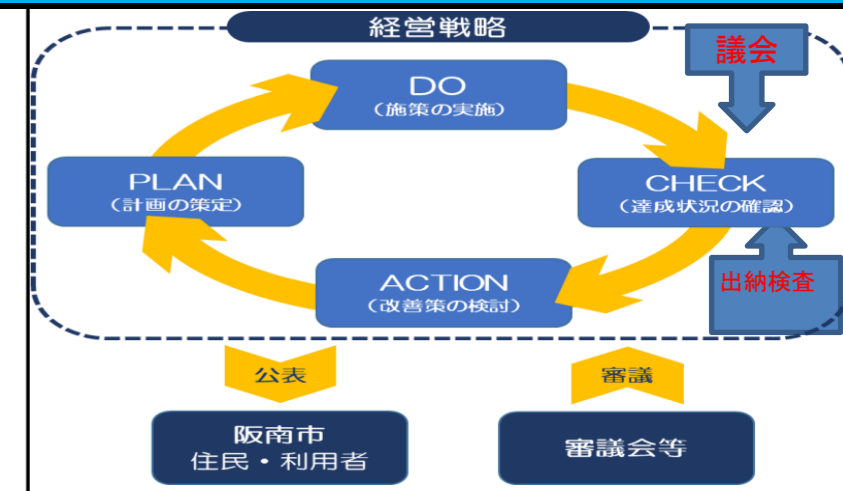 経営戦略
議会
DO
(施策の実施)
PLAN
(計画の策定)
CHECK
(達成状況の確認)
出納検査
ACTION
(改善策の検討)
公表
審議
阪南市
住民・利用者
審議会等